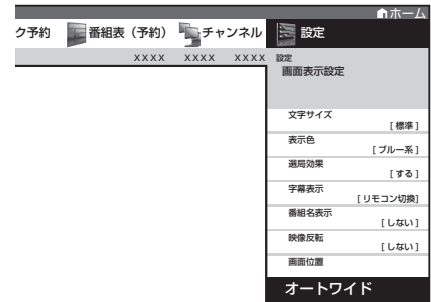 ホーム
ク予約 番組表（予約） チャンネル 設定
XXXX XXXX XXXX
設定
画面表示設定
文字サイズ
[ 標準 ]
表示色
[ ブルー系 ]
選局効果
[ する ]
字幕表示
[ リモコン切換]
番組名表示
[ しない ]
映像反転
[ しない ]
画面位置
オートワイド